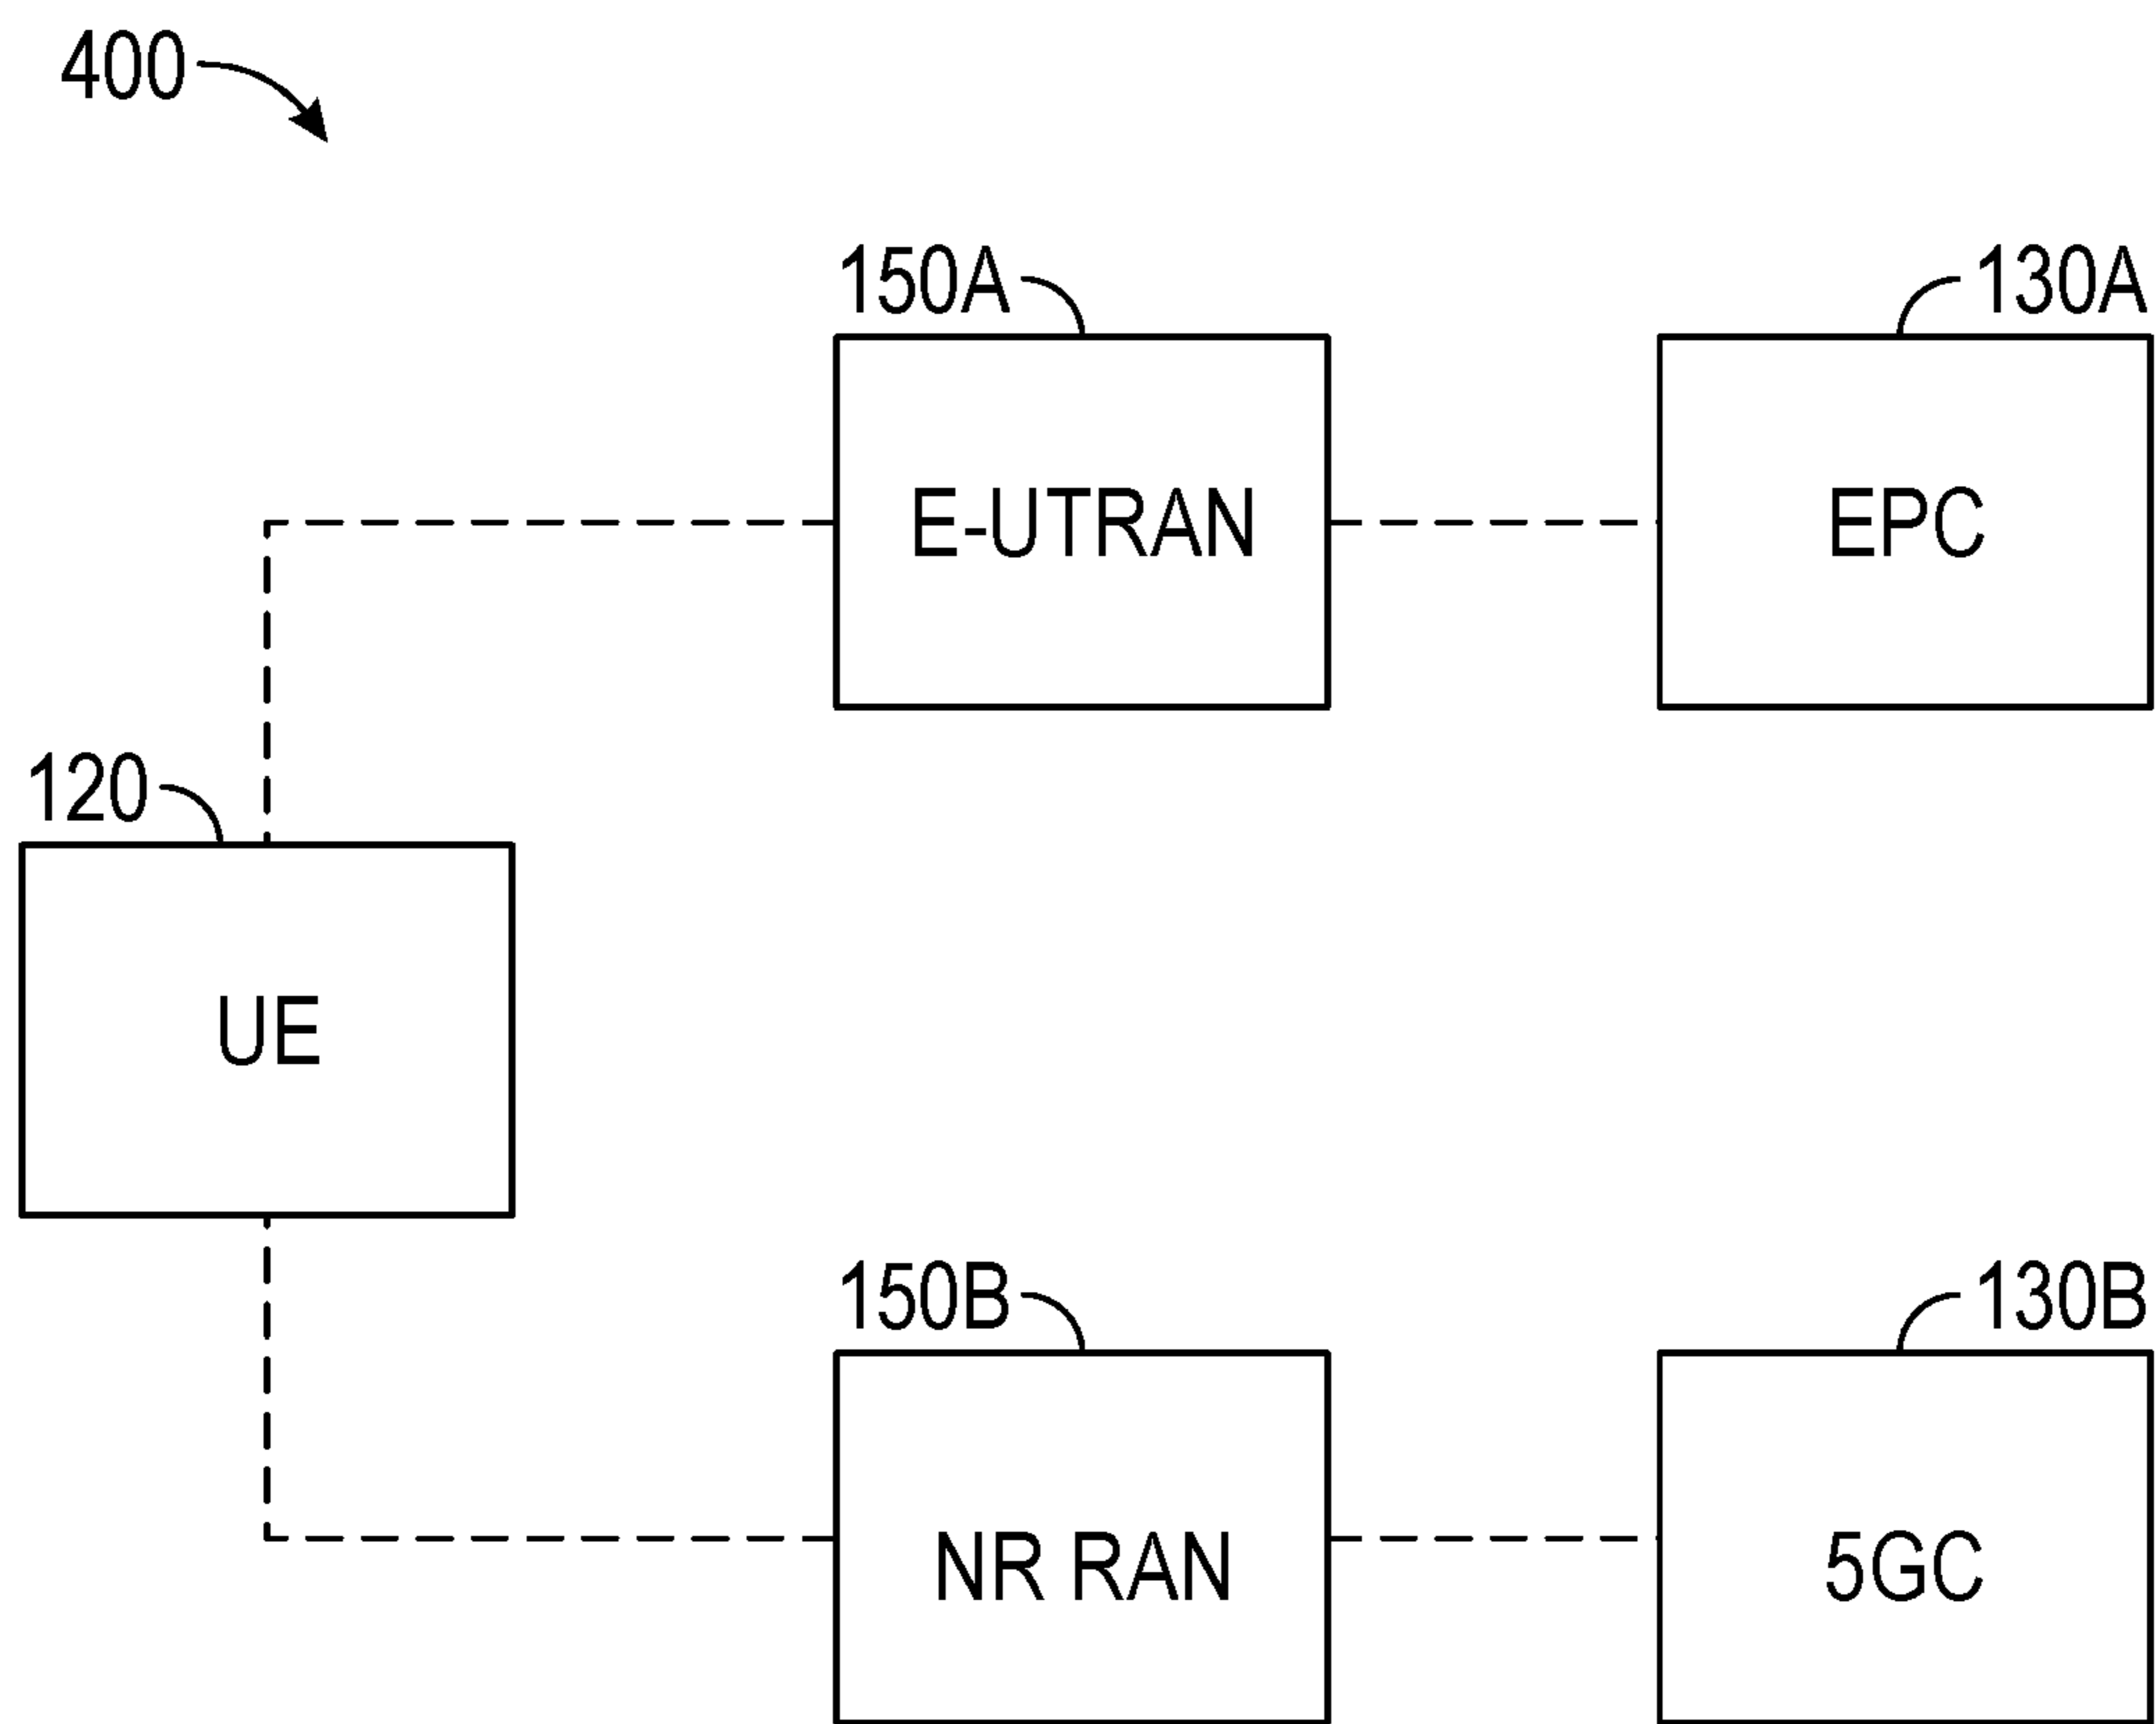 400
150A
130A
E-UTRAN
EPC
120
UE
150B
130B
NR RAN
5GC